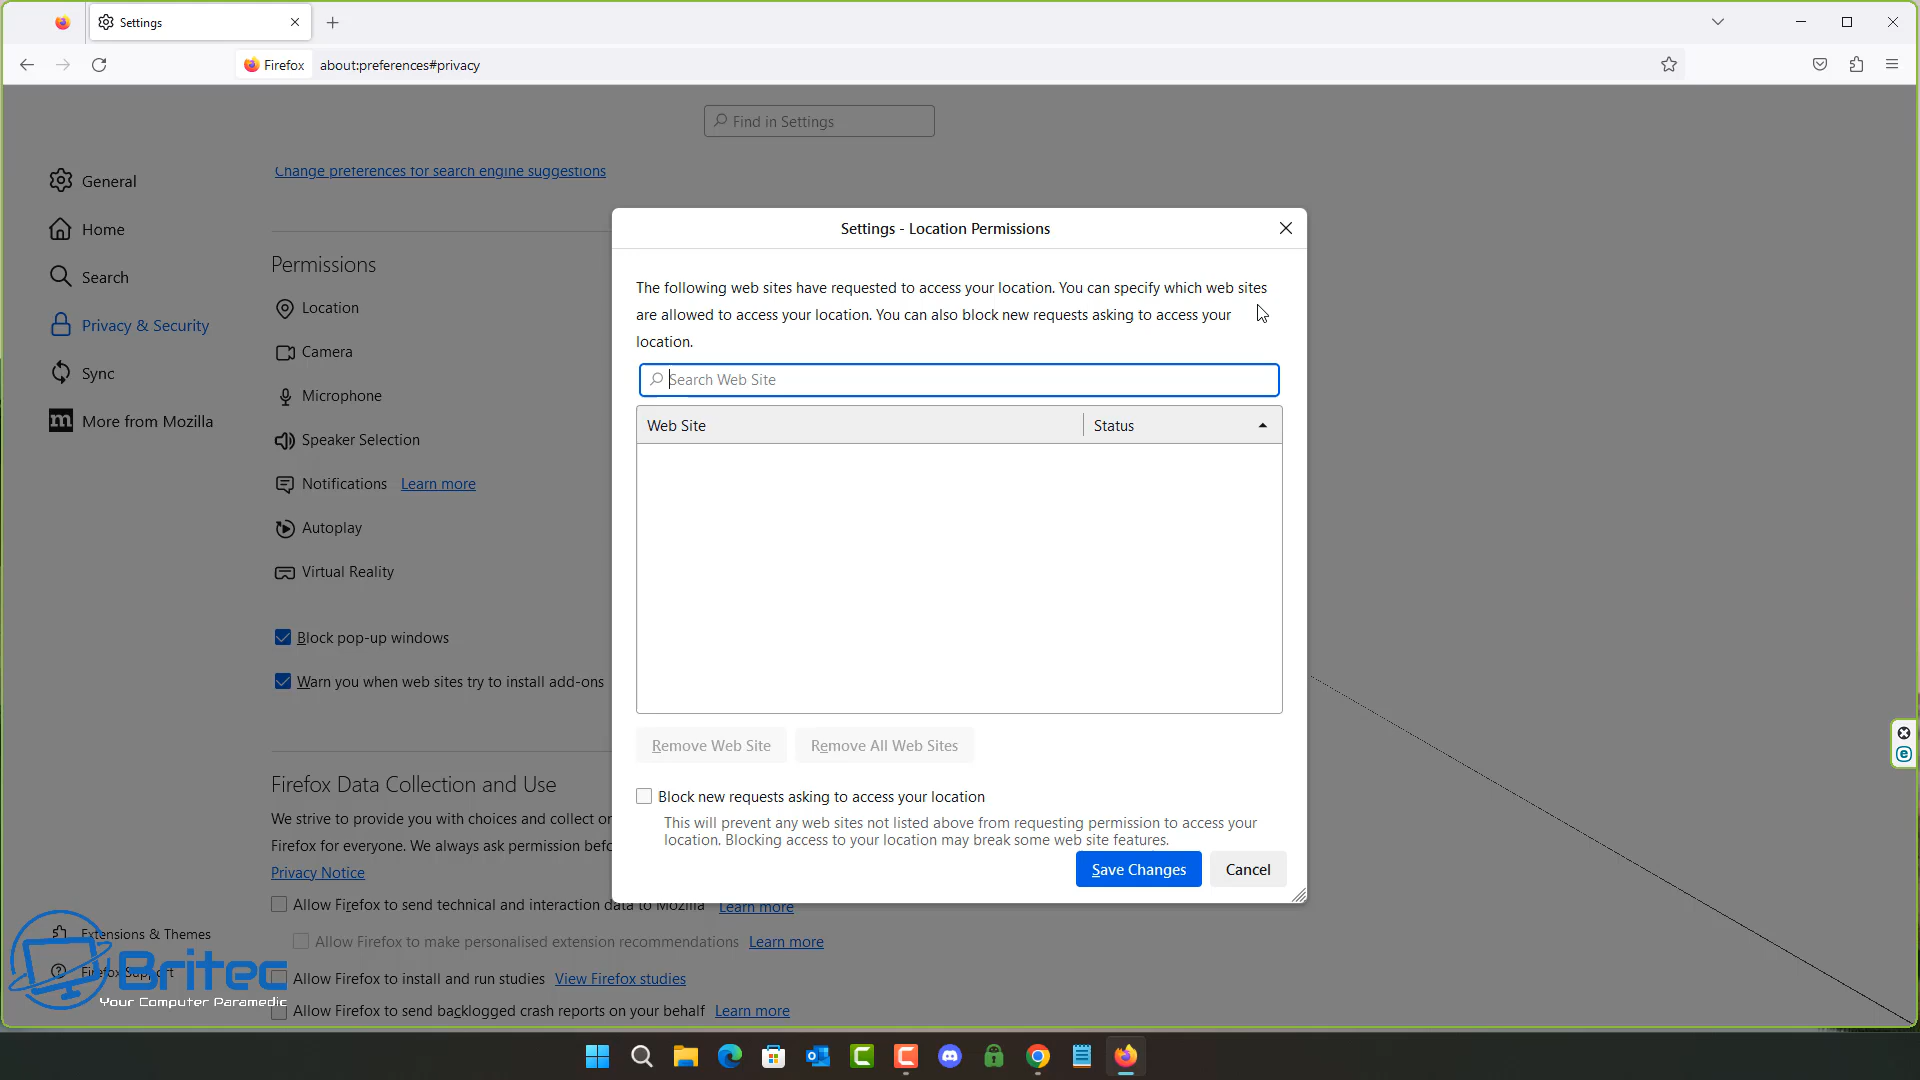 Settings
Firefox about:preferences#privacy
Find in Settings
General
Home
Search
Privacy & Security
Sync
More from Mozilla
Extensions & Themes
Firefox Support
Change preferences for search engine suggestions
Permissions
Location
Camera
Microphone
Speaker Selection
Notifications Learn more
Autoplay
Virtual Reality
Block pop-up windows
Warn you when web sites try to install add-ons
Firefox Data Collection and Use
We strive to provide you with choices and collect
Firefox for everyone. We always ask permission
Privacy Notice
Allow Firefox to send technical and interaction data to Mozilla Learn more
Allow Firefox to make personalised extension recommendations Learn more
Allow Firefox to install and run studies View Firefox studies
Allow Firefox to send backlogged crash reports on your behalf Learn more
Settings - Location Permissions
The following web sites have requested to access your location. You can specify which web sites
are allowed to access your location. You can also block new requests asking to access your
location.
Search Web Site
Web Site Status
Remove Web Site Remove All Web Sites
Block new requests asking to access your location
This will prevent any web sites not listed above from requesting permission to access your
location. Blocking access to your location may break some web site features.
Save Changes Cancel
Britec
Your Computer Paramedic